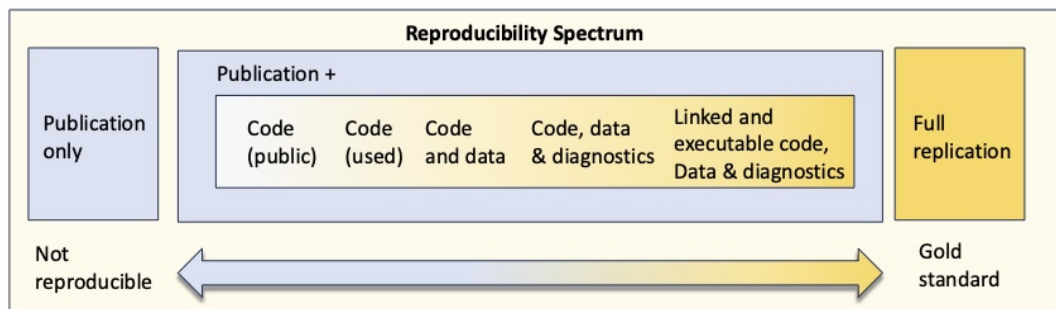 Reproducibility Spectrum
Publication
only
Publication +
Code
(public)
Code
(used)
Code
and data
Code, data
& diagnostics
Linked and
executable code,
Data & diagnostics
Full
replication
Not
reproducible
Gold
standard